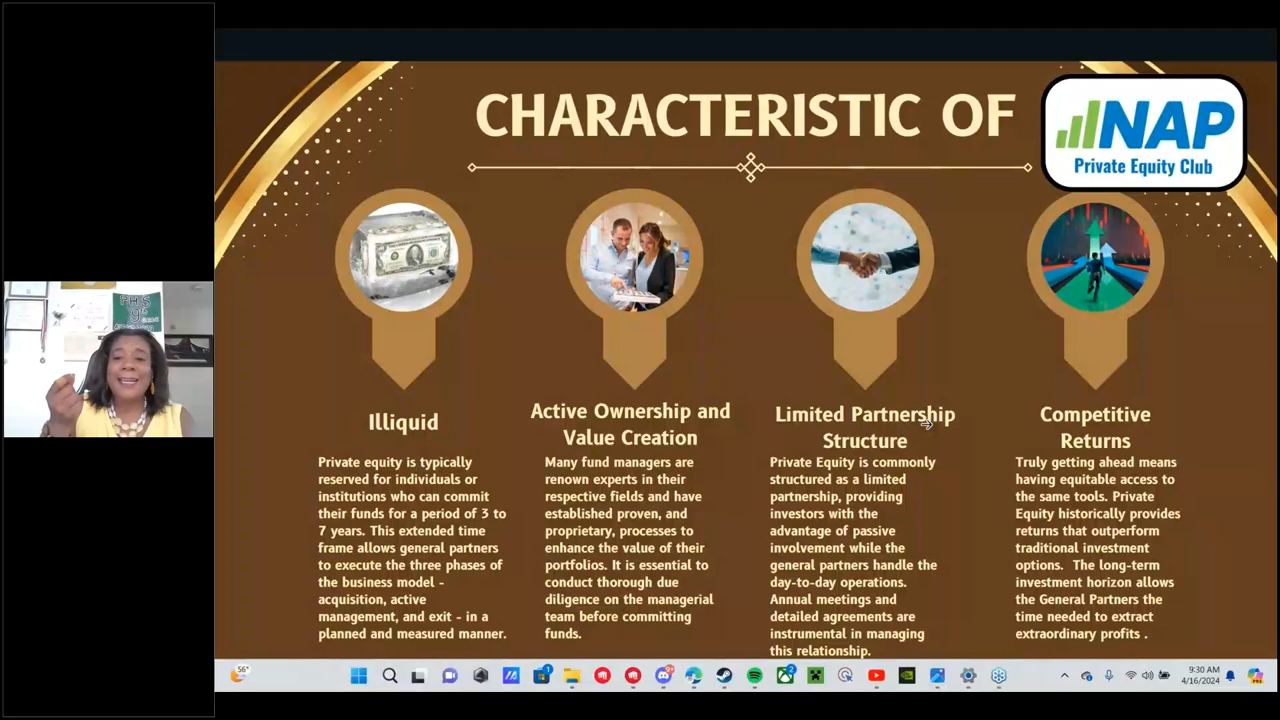 CHARACTERISTIC OF
NAP
Private Equity Club
Illiquid
Private equity is typically
reserved for individuals or
institutions who can commit
their funds for a period of 3 to
7 years. This extended time
frame allows general partners
to execute the three phases of
the business model -
acquisition, active
management, and exit - in a
planned and measured manner.
Active Ownership and
Value Creation
Many fund managers are
renown experts in their
respective fields and have
established proven, and
proprietary, processes to
enhance the value of their
portfolios. It is essential to
conduct thorough due
diligence on the managerial
team before committing
funds.
Limited Partnership
Structure
Private Equity is commonly
structured as a limited
partnership, providing
investors with the
advantage of passive
involvement while the
general partners handle the
day-to-day operations.
Annual meetings and
detailed agreements are
instrumental in managing
this relationship.
Competitive
Returns
Truly getting ahead means
having equitable access to
the same tools. Private
Equity historically provides
returns that outperform
traditional investment
options. The long-term
investment horizon allows
the General Partners the
time needed to extract
extraordinary profits .
56°
9:30 AM
4/16/2024